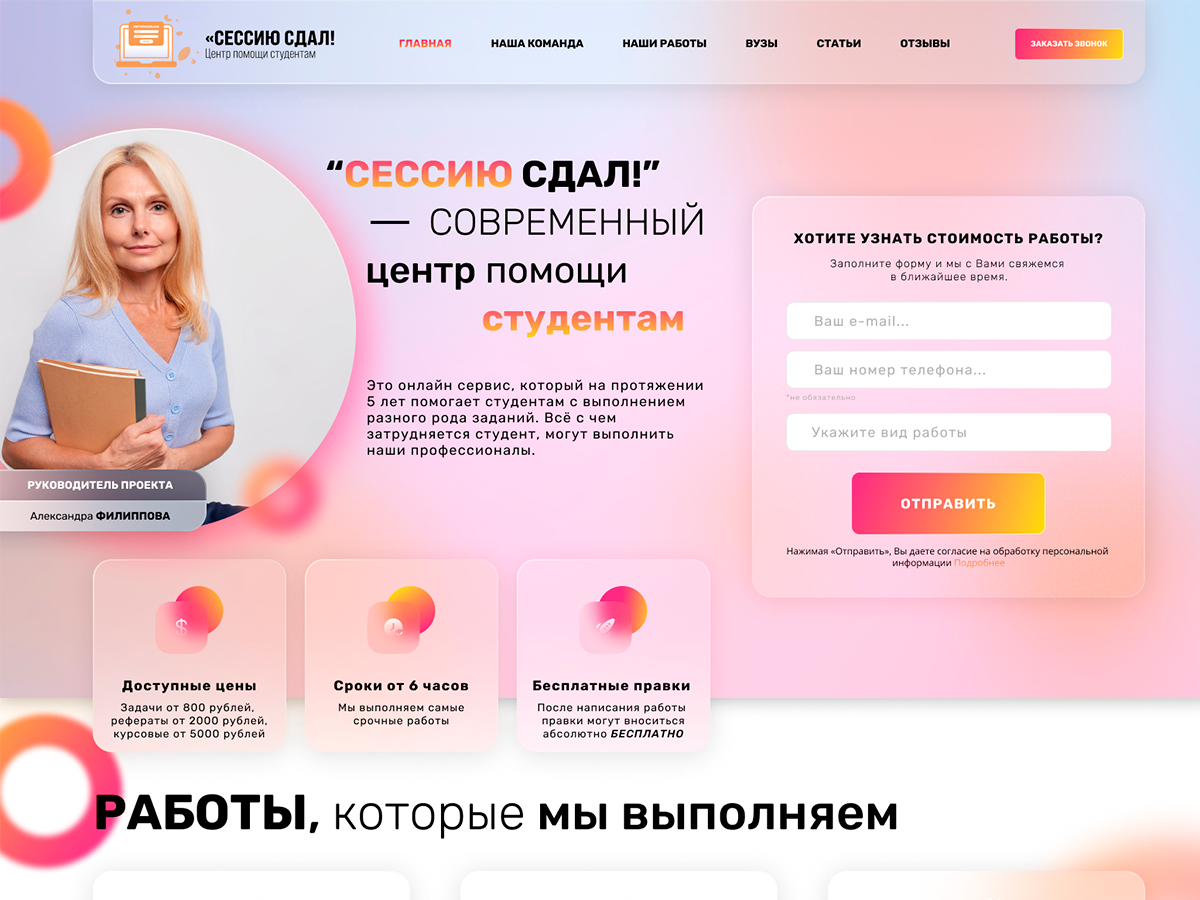 «СЕССИЮ СДАЛ!
Центр помощи студентам
ГЛАВНАЯ
НАША КОМАНДА
НАШИ РАБОТЫ
ВУЗЫ
СТАТЬИ
ОТЗЫВЫ
ЗАКАЗАТЬ ЗВОНОК
“СЕССИЮ СДАЛ!”
— СОВРЕМЕННЫЙ
центр помощи
студентам
Это онлайн сервис, который на протяжении
5 лет помогает студентам с выполнением
разного рода заданий. Всё с чем
затрудняется студент, могут выполнить
наши профессионалы.
РУКОВОДИТЕЛЬ ПРОЕКТА
Александра ФИЛИППОВА
ХОТИТЕ УЗНАТЬ СТОИМОСТЬ РАБОТЫ?
Заполните форму и мы с Вами свяжемся
в ближайшее время.
Ваш e-mail...
Ваш номер телефона...
*не обязательно
Укажите вид работы
ОТПРАВИТЬ
Нажимая «Отправить», Вы даете согласие на обработку персональной
информации Подробнее
Доступные цены
Задачи от 800 рублей,
рефераты от 2000 рублей,
курсовые от 5000 рублей
Сроки от 6 часов
Мы выполняем самые
срочные работы
Бесплатные правки
После написания работы
правки могут вноситься
абсолютно БЕСПЛАТНО
РАБОТЫ, которые мы выполняем